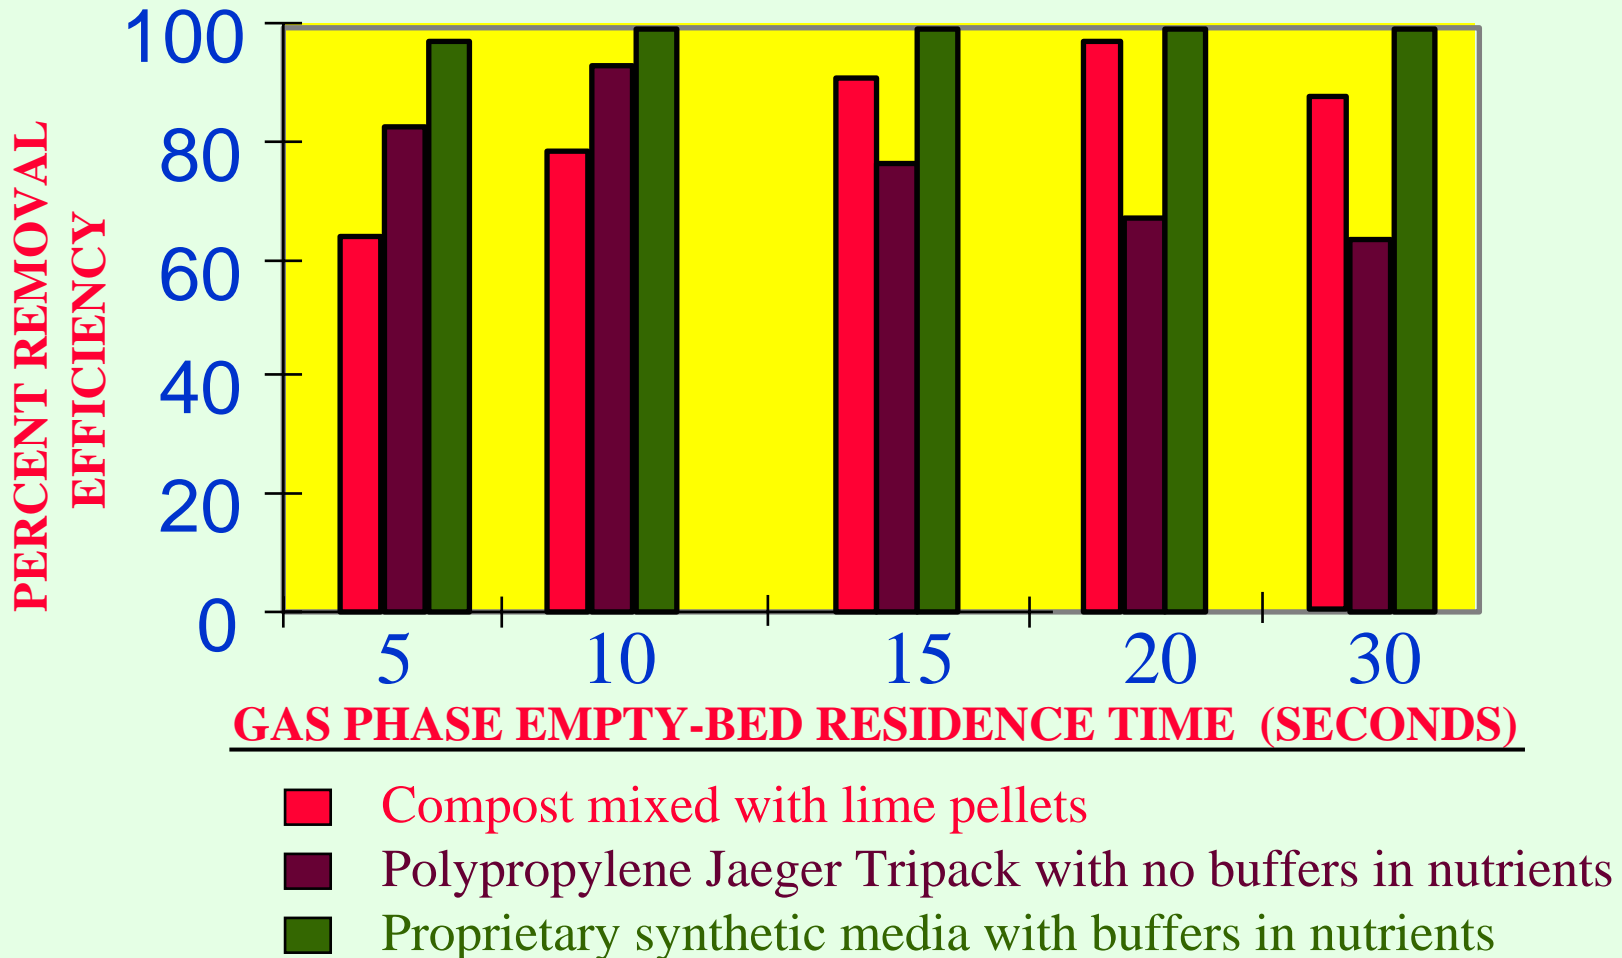 PERCENT REMOVAL
EFFICIENCY
100
80
60
40
20
0
5 10 15 20 30
GAS PHASE EMPTY-BED RESIDENCE TIME (SECONDS)
Compost mixed with lime pellets
Polypropylene Jaeger Tripack with no buffers in nutrients
Proprietary synthetic media with buffers in nutrients